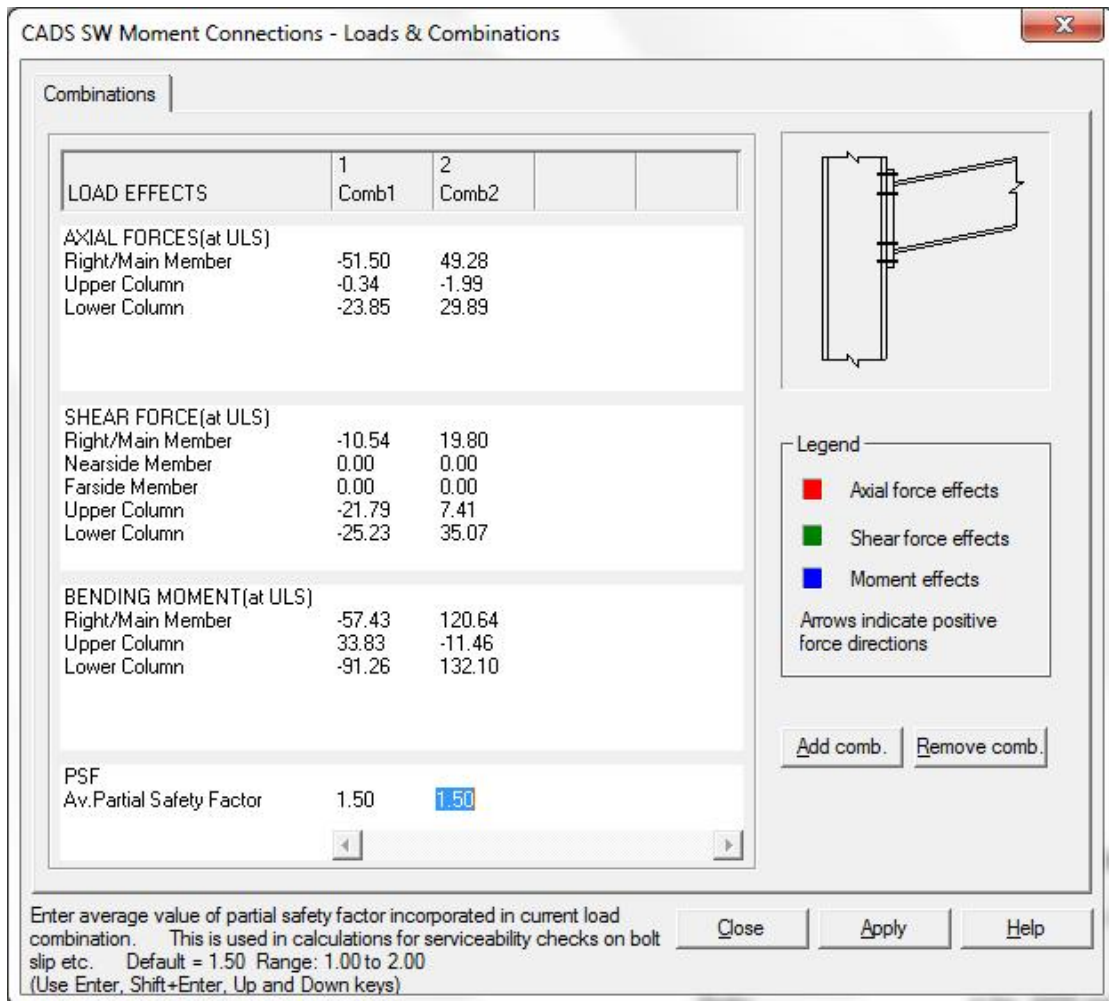 CADS SW Moment Connections - Loads & Combinations
Combinations
1 2
LOAD EFFECTS Comb1 Comb2
AXIAL FORCES(at ULS)
Right/Main Member -51.50 49.28
Upper Column -0.34 -1.99
Lower Column -23.85 29.89
SHEAR FORCE(at ULS)
Right/Main Member -10.54 19.80
Nearside Member 0.00 0.00
Farside Member 0.00 0.00
Upper Column -21.79 7.41
Lower Column -25.23 35.07
BENDING MOMENT(at ULS)
Right/Main Member -57.43 120.64
Upper Column 33.83 -11.46
Lower Column -91.26 132.10
PSF
Av.Partial Safety Factor 1.50 1.50
Legend
Axial force effects
Shear force effects
Moment effects
Arrows indicate positive
force directions
Add comb. Remove comb.
Enter average value of partial safety factor incorporated in current load
combination. This is used in calculations for serviceability checks on bolt
slip etc. Default = 1.50 Range: 1.00 to 2.00
(Use Enter, Shift+Enter, Up and Down keys)
Close Apply Help